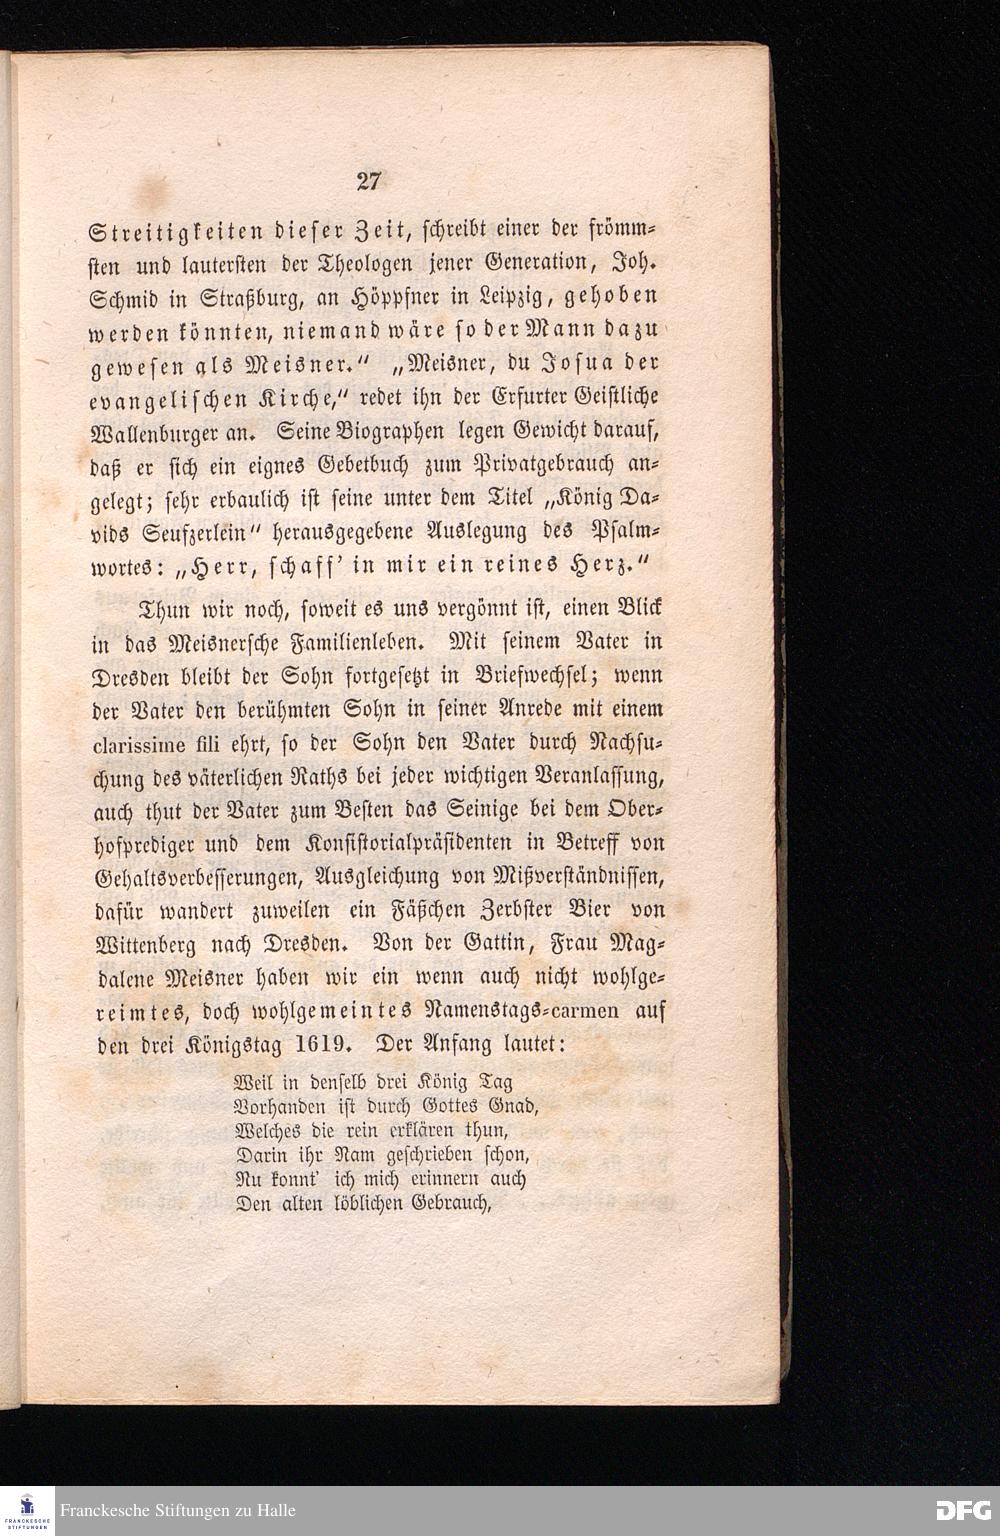 27
Streitigkeiten dieser Zeit, schreibt einer der frömm-
sten und lautersten der Theologen jener Generation, Joh.
Schmid in Straßburg, an Höppfner in Leipzig, gehoben
werden könnten, niemand wäre so der Mann dazu
gewesen als Meisner.“ „Meisner, du Josua der
evangelischen Kirche,“ redet ihn der Erfurter Geistliche
Wallenburger an. Seine Biographen legen Gewicht darauf,
daß er sich ein eignes Gebetbuch zum Privatgebrauch an-
gelegt; sehr erbaulich ist seine unter dem Titel „König Da-
vids Seufzerlein“ herausgegebene Auslegung des Psalm-
wortes: „Herr, schaff’ in mir ein reines Herz.“
Thun wir noch, soweit es uns vergönnt ist, einen Blick
in das Meisnersche Familienleben. Mit seinem Vater in
Dresden bleibt der Sohn fortgesetzt in Briefwechsel; wenn
der Vater den berühmten Sohn in seiner Anrede mit einem
clarissime fili ehrt, so der Sohn den Vater durch Nachsu-
chung des väterlichen Raths bei jeder wichtigen Veranlassung,
auch thut der Vater zum Besten das Seinige bei dem Ober-
hofprediger und dem Konsistorialpräsidenten in Betreff von
Gehaltsverbesserungen, Ausgleichung von Mißverständnissen,
dafür wandert zuweilen ein Fäßchen Zerbster Bier von
Wittenberg nach Dresden. Von der Gattin, Frau Mag-
dalene Meisner haben wir ein wenn auch nicht wohlge-
reimtes, doch wohlgemeintes Namenstags-carmen auf
den drei Königstag 1619. Der Anfang lautet:
Weil in denselb drei König Tag
Vorhanden ist durch Gottes Gnad,
Welches die rein erklären thun,
Darin ihr Nam geschrieben schon,
Nu konnt’ ich mich erinnern auch
Den alten löblichen Gebrauch,
FRANCKESCHE STIFTUNGEN
Franckesche Stiftungen zu Halle
DFG